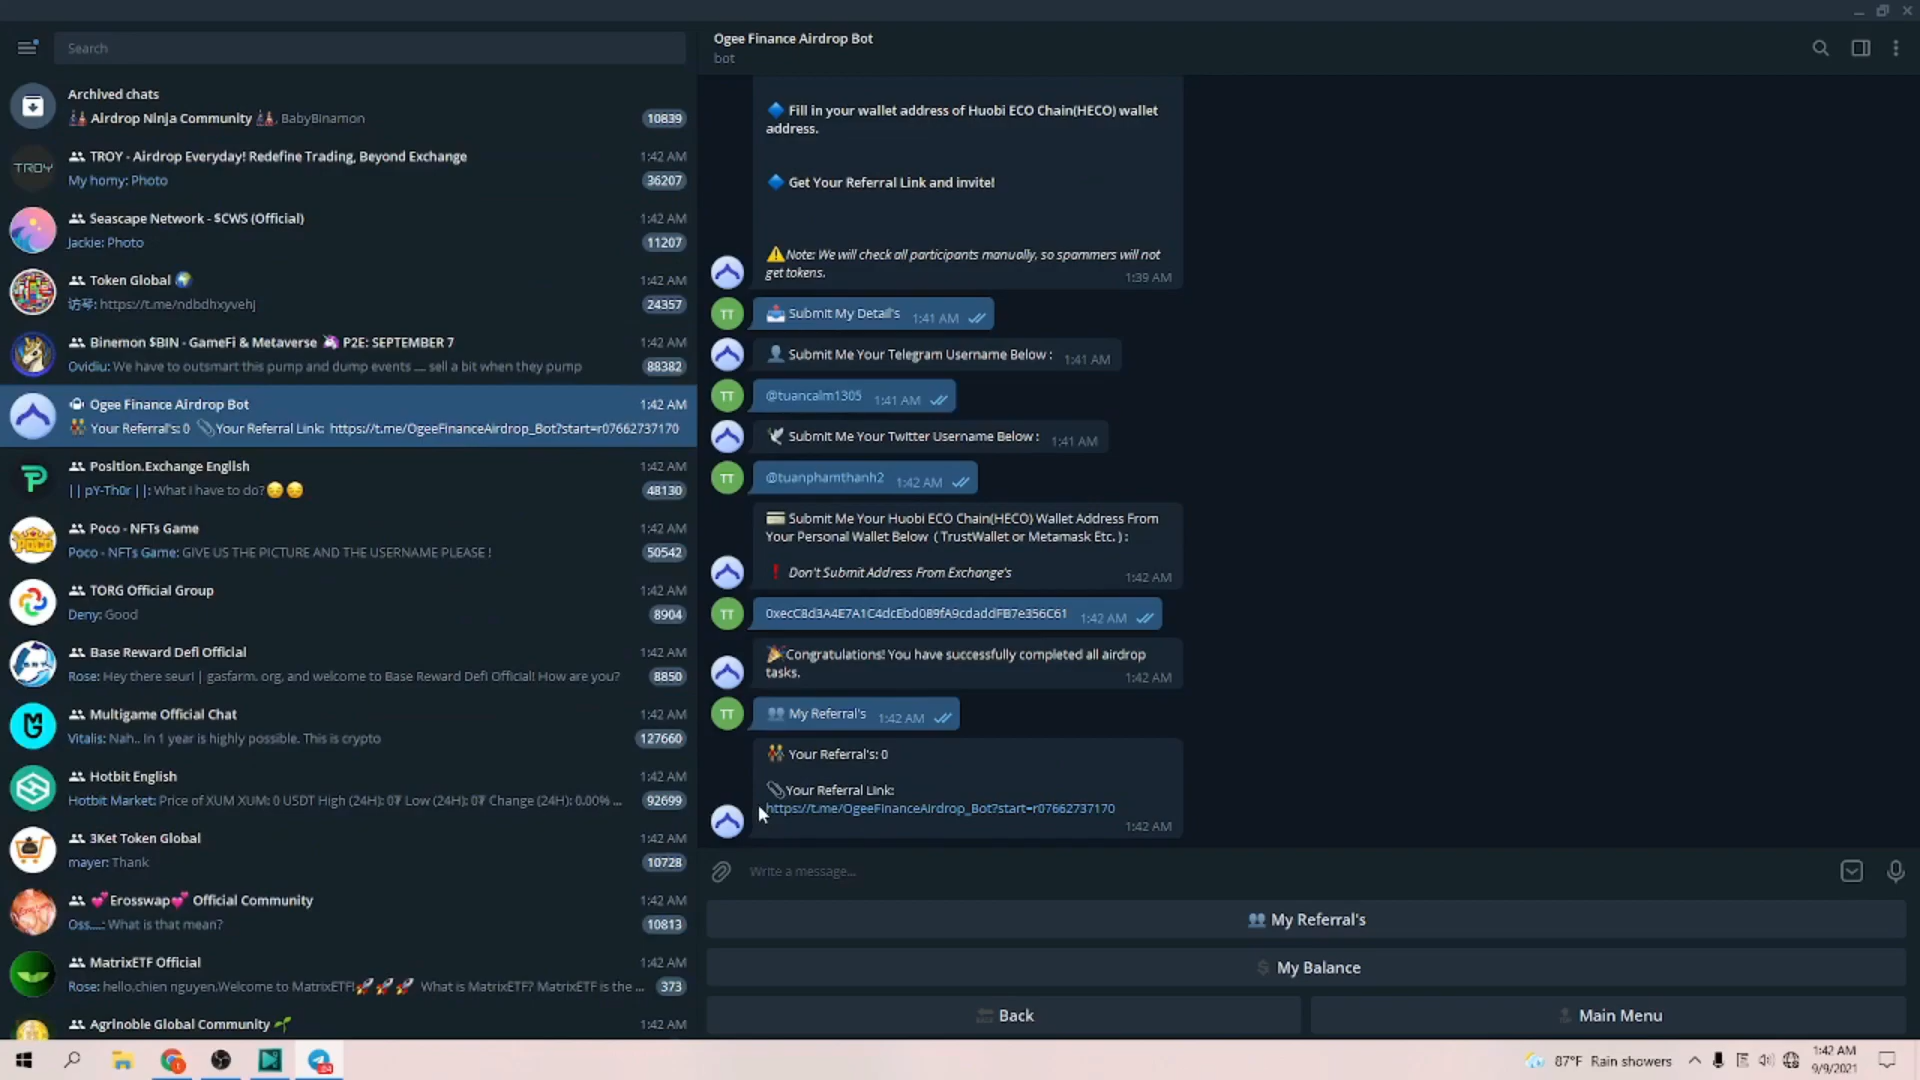 Search
Archived chats
Airdrop Ninja Community, BabyBinamon
10839
TROY
TROY - Airdrop Everyday! Redefine Trading, Beyond Exchange
1:42 AM
My homy: Photo
36207
Seascape Network - $CWS (Official)
1:42 AM
Jackie: Photo
11207
Token Global
1:42 AM
https://t.me/ndbdhxyvehj
24357
Binemon $BIN - GameFi & Metaverse 🦄 P2E: SEPTEMBER 7
1:42 AM
Ovidiu: We have to outsmart this pump and dump events .... sell a bit when they pump
88382
Ogee Finance Airdrop Bot
1:42 AM
Your Referral's: 0 Your Referral Link: https://t.me/OgeeFinanceAirdrop_Bot?start=r07662737170
Position.Exchange English
1:42 AM
|| pY-Th0r ||: What I have to do?😏😏
48130
Poco - NFTs Game
1:42 AM
Poco - NFTs Game: GIVE US THE PICTURE AND THE USERNAME PLEASE !
50542
TORG Official Group
1:42 AM
Deny: Good
8904
Base Reward Defi Official
1:42 AM
Rose: Hey there seur! | gasfarm. org, and welcome to Base Reward Defi Official! How are you?
8850
Multigame Official Chat
1:42 AM
Vitalis: Nah.. In 1 year is highly possible. This is crypto
127660
Hotbit English
1:42 AM
Hotbit Market: Price of XUM XUM: 0 USDT High (24H): 0₮ Low (24H): 0₮ Change (24H): 0.00% ...
92699
3Ket Token Global
1:42 AM
mayer: Thank
10728
💕Erosswap💕 Official Community
1:42 AM
Oss....: What is that mean?
10813
MatrixETF Official
1:42 AM
Rose: hello,chien nguyen.Welcome to MatrixETF!🚀🚀🚀 What is MatrixETF? MatrixETF is the ...
373
Agrinoble Global Community 🌱
1:42 AM
Ogee Finance Airdrop Bot
bot
🔷 Fill in your wallet address of Huobi ECO Chain(HECO) wallet
address.
🔷 Get Your Referral Link and invite!
⚠️Note: We will check all participants manually, so spammers will not
get tokens.
1:39 AM
TT
Submit My Detail's 1:41 AM
Submit Me Your Telegram Username Below : 1:41 AM
TT
@tuancalm1305 1:41 AM
Submit Me Your Twitter Username Below : 1:41 AM
TT
@tuanphamthanh2 1:42 AM
Submit Me Your Huobi ECO Chain(HECO) Wallet Address From
Your Personal Wallet Below ( TrustWallet or Metamask Etc. ) :
❗ Don't Submit Address From Exchange's
1:42 AM
TT
0xecC8d3A4E7A1C4dcEbd089fA9cdaddFB7e356C61 1:42 AM
🎉Congratulations! You have successfully completed all airdrop
tasks.
1:42 AM
TT
👥 My Referral's 1:42 AM
Your Referral's: 0
Your Referral Link:
https://t.me/OgeeFinanceAirdrop_Bot?start=r07662737170
1:42 AM
Write a message...
👥 My Referral's
$ My Balance
Back
Main Menu
87°F Rain showers
1:42 AM
9/9/2021